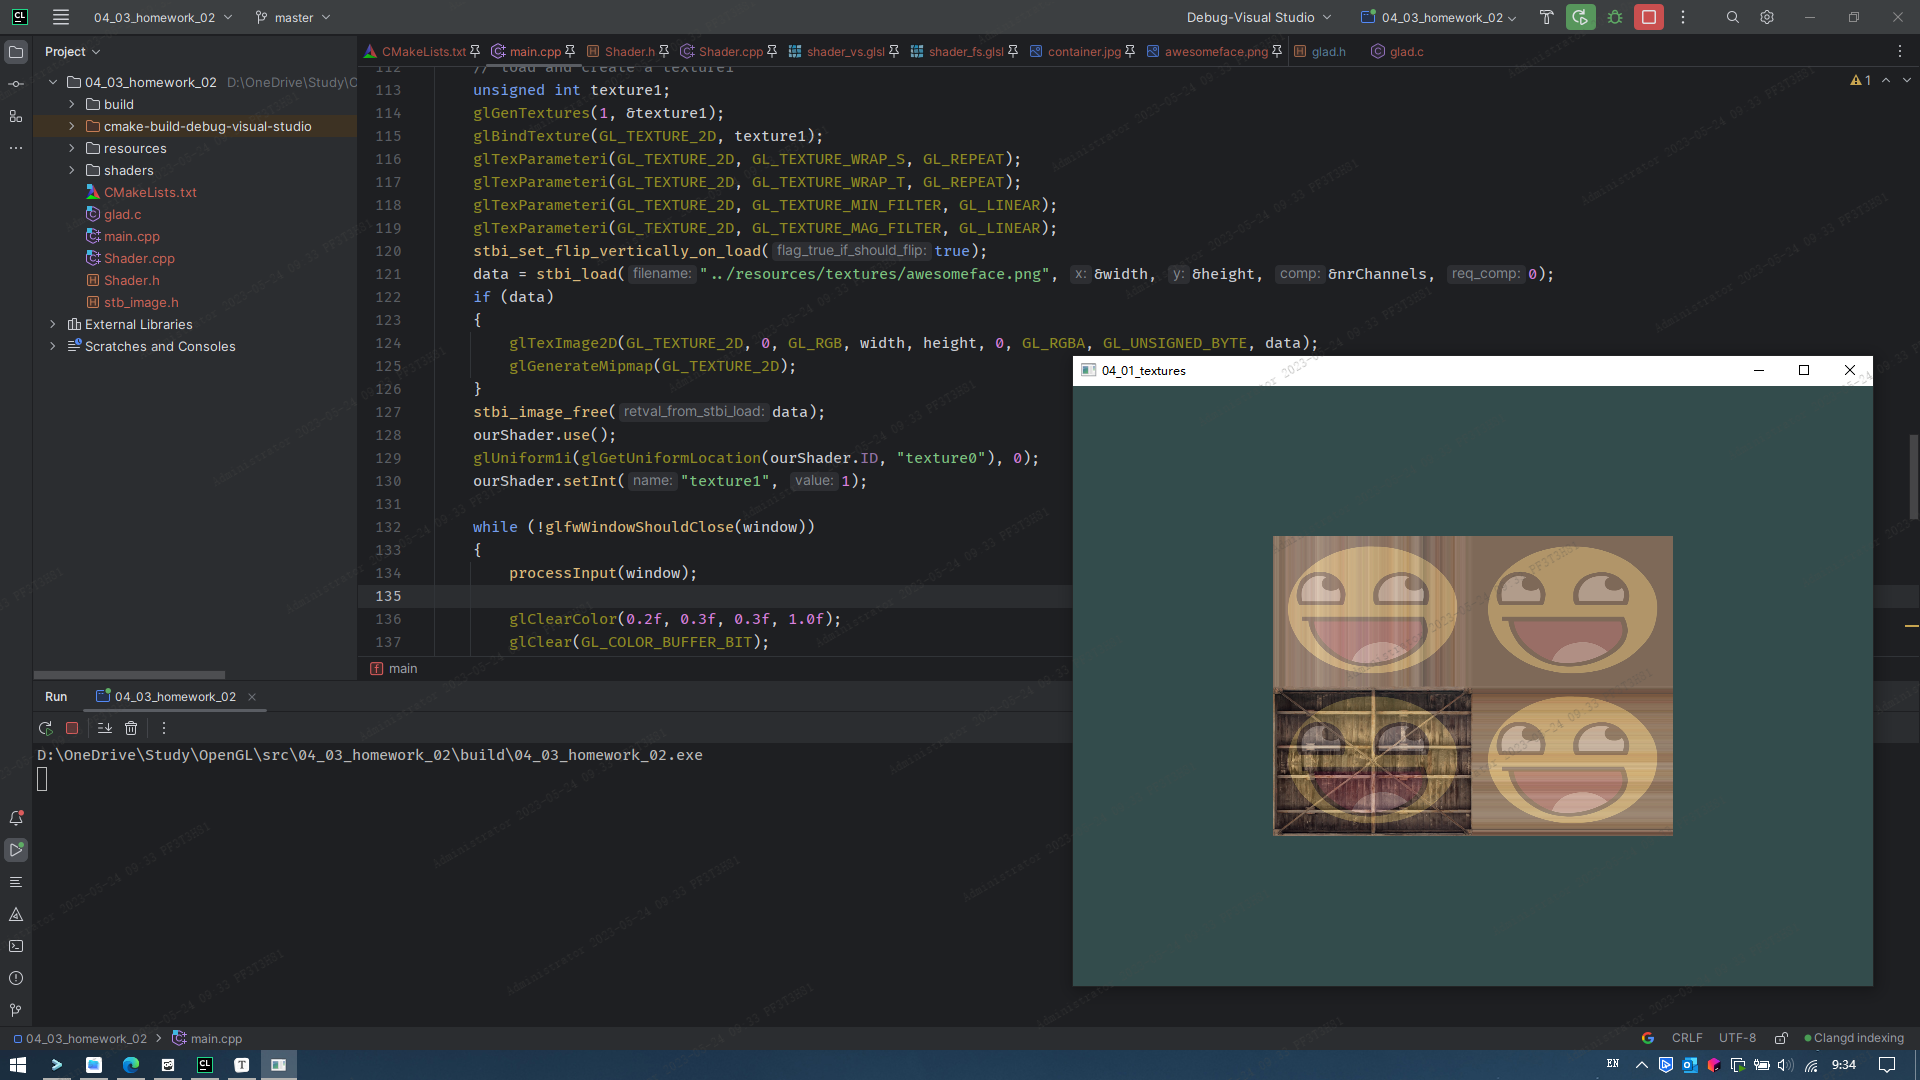 04_03_homework_02
master
Debug-Visual Studio
04_03_homework_02
Project
CMakeLists.txt
main.cpp
Shader.h
Shader.cpp
shader_vs.glsl
shader_fs.glsl
container.jpg
awesomeface.png
glad.h
glad.c
04_03_homework_02 D:\OneDrive\Study\C
build
cmake-build-debug-visual-studio
resources
shaders
CMakeLists.txt
glad.c
main.cpp
Shader.cpp
Shader.h
stb_image.h
External Libraries
Scratches and Consoles
1
112 // load and create a texture1
113 unsigned int texture1;
114 glGenTextures(1, &texture1);
115 glBindTexture(GL_TEXTURE_2D, texture1);
116 glTexParameteri(GL_TEXTURE_2D, GL_TEXTURE_WRAP_S, GL_REPEAT);
117 glTexParameteri(GL_TEXTURE_2D, GL_TEXTURE_WRAP_T, GL_REPEAT);
118 glTexParameteri(GL_TEXTURE_2D, GL_TEXTURE_MIN_FILTER, GL_LINEAR);
119 glTexParameteri(GL_TEXTURE_2D, GL_TEXTURE_MAG_FILTER, GL_LINEAR);
120 stbi_set_flip_vertically_on_load( flag_true_if_should_flip: true);
121 data = stbi_load( filename: "../resources/textures/awesomeface.png", x: &width, y: &height, comp: &nrChannels, req_comp: 0);
122 if (data)
123 {
124 glTexImage2D(GL_TEXTURE_2D, 0, GL_RGB, width, height, 0, GL_RGBA, GL_UNSIGNED_BYTE, data);
125 glGenerateMipmap(GL_TEXTURE_2D);
126 }
127 stbi_image_free( retval_from_stbi_load: data);
128 ourShader.use();
129 glUniform1i(glGetUniformLocation(ourShader.ID, "texture0"), 0);
130 ourShader.setInt( name: "texture1", value: 1);
131
132 while (!glfwWindowShouldClose(window))
133 {
134 processInput(window);
135
136 glClearColor(0.2f, 0.3f, 0.3f, 1.0f);
137 glClear(GL_COLOR_BUFFER_BIT);
main
04_01_textures
Run 04_03_homework_02
D:\OneDrive\Study\OpenGL\src\04_03_homework_02\build\04_03_homework_02.exe
04_03_homework_02 main.cpp
CRLF UTF-8 Clangd indexing
EN 9:34
Administrator 2023-05-24 09:33 PF3T3HS1